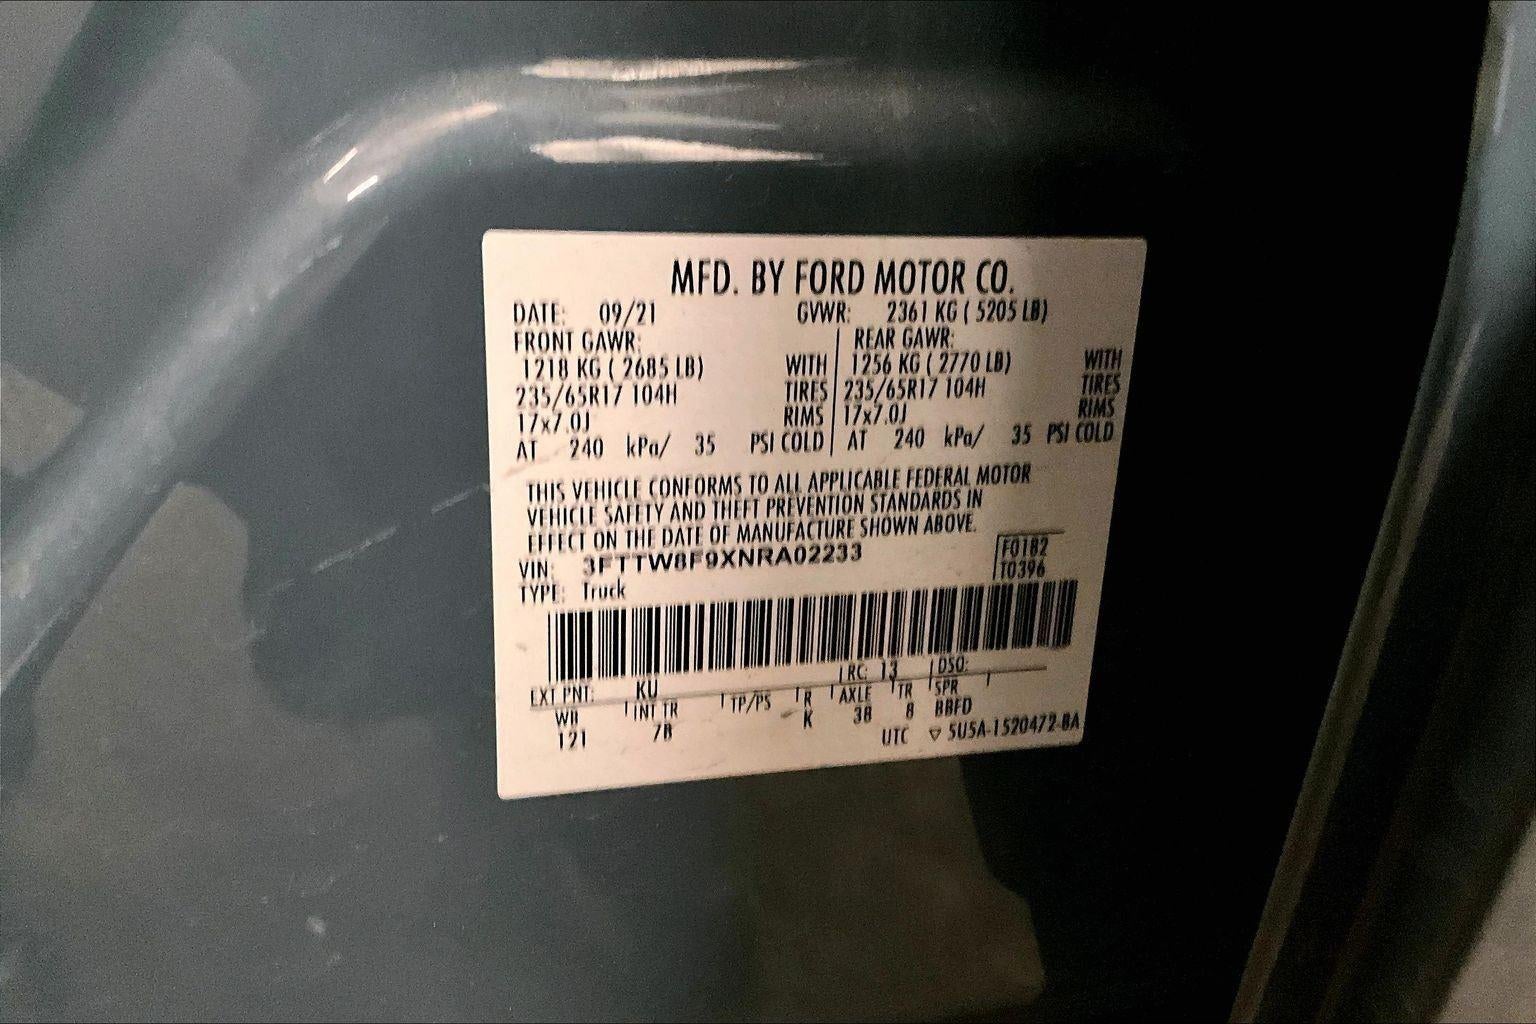 MFD. BY FORD MOTOR CO.
DATE: 09/21 GVWR: 2361 KG ( 5205 LB)
FRONT GAWR: REAR GAWR:
1218 KG ( 2685 LB) WITH 1256 KG ( 2770 LB) WITH
235/65R17 104H TIRES 235/65R17 104H TIRES
17x7.0J RIMS 17x7.0J RIMS
AT 240 kPa/ 35 PSI COLD AT 240 kPa/ 35 PSI COLD
THIS VEHICLE CONFORMS TO ALL APPLICABLE FEDERAL MOTOR
VEHICLE SAFETY AND THEFT PREVENTION STANDARDS IN
EFFECT ON THE DATE OF MANUFACTURE SHOWN ABOVE.
VIN: 3FTTW8F9XNRA02233 F0182
TYPE: Truck T0396
EXT PNT: KU RC: 13 DSO:
WB INT TR TP/PS R AXLE TR SPR
121 7B K 38 8 BBFD
UTC ▽ 5U5A-1520472-BA